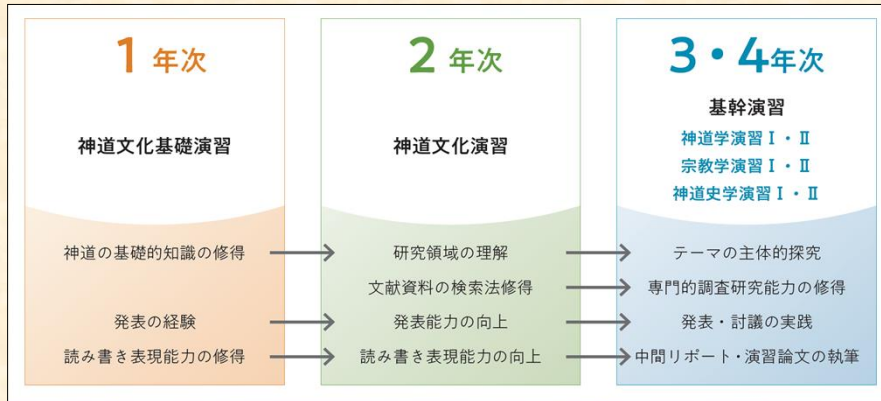 1 年次
神道文化基礎演習
神道の基礎的知識の修得
発表の経験
読み書き表現能力の修得
2 年次
神道文化演習
研究領域の理解
文献資料の検索法修得
発表能力の向上
読み書き表現能力の向上
3・4年次
基幹演習
神道学演習Ⅰ・Ⅱ
宗教学演習Ⅰ・Ⅱ
神道史学演習Ⅰ・Ⅱ
テーマの主体的探究
専門的調査研究能力の修得
発表・討議の実践
中間リポート・演習論文の執筆